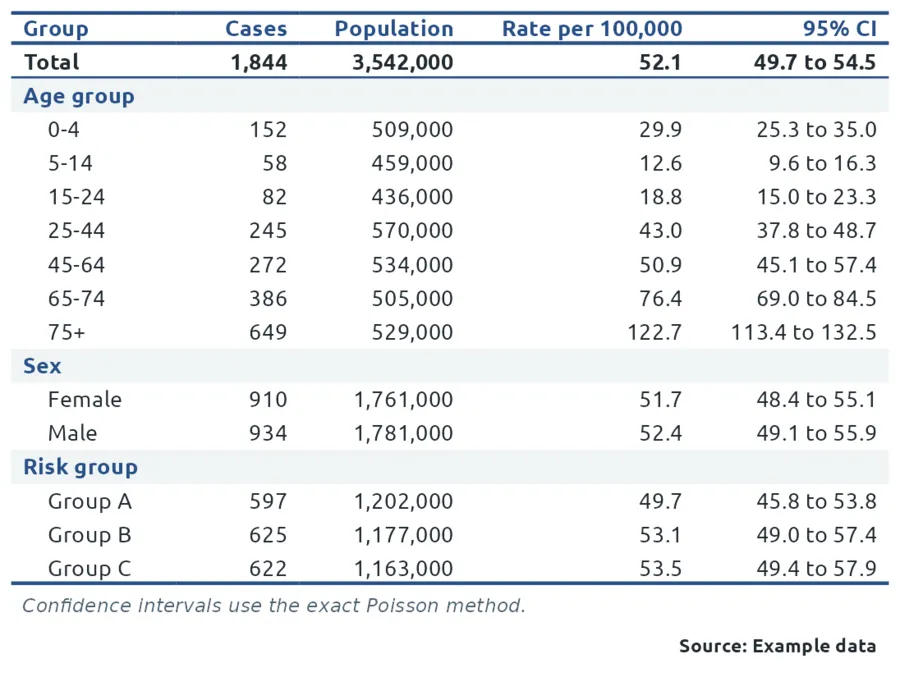 Group Cases Population Rate per 100,000 95% CI
Total 1,844 3,542,000 52.1 49.7 to 54.5
Age group
0-4 152 509,000 29.9 25.3 to 35.0
5-14 58 459,000 12.6 9.6 to 16.3
15-24 82 436,000 18.8 15.0 to 23.3
25-44 245 570,000 43.0 37.8 to 48.7
45-64 272 534,000 50.9 45.1 to 57.4
65-74 386 505,000 76.4 69.0 to 84.5
75+ 649 529,000 122.7 113.4 to 132.5
Sex
Female 910 1,761,000 51.7 48.4 to 55.1
Male 934 1,781,000 52.4 49.1 to 55.9
Risk group
Group A 597 1,202,000 49.7 45.8 to 53.8
Group B 625 1,177,000 53.1 49.0 to 57.4
Group C 622 1,163,000 53.5 49.4 to 57.9
Confidence intervals use the exact Poisson method.
Source: Example data